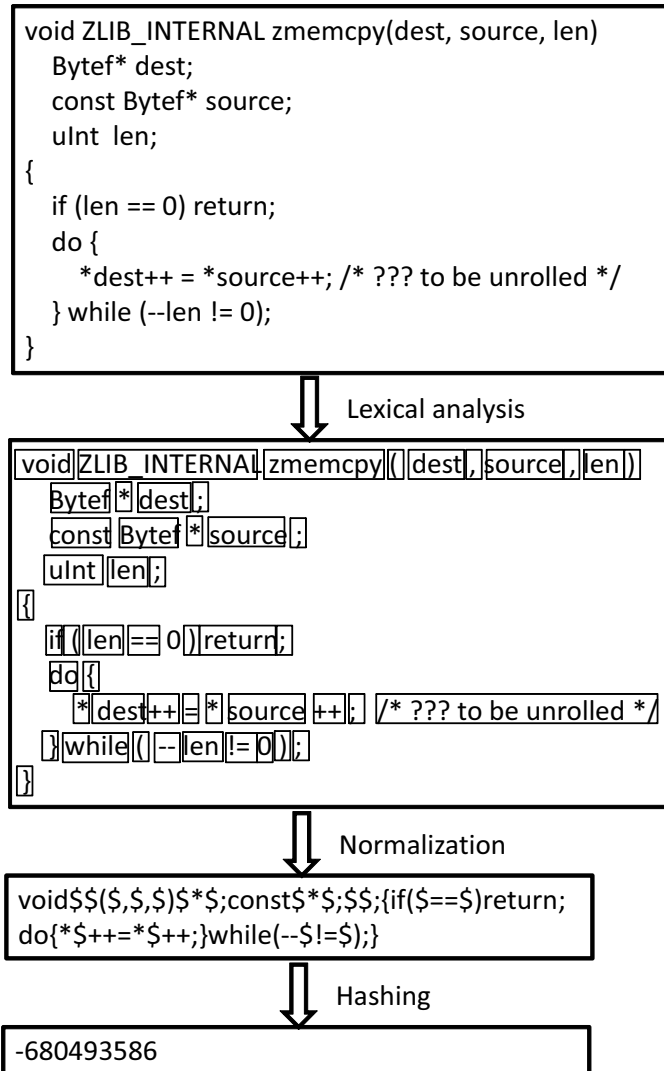 void ZLIB_INTERNAL zmemcpy(dest, source, len)
Bytef* dest;
const Bytef* source;
uInt len;
{
if (len == 0) return;
do {
*dest++ = *source++; /* ??? to be unrolled */
} while (--len != 0);
}
Lexical analysis
void ZLIB_INTERNAL zmemcpy ( dest , source , len )
Bytef * dest ;
const Bytef * source ;
uInt len ;
{
if ( len == 0 ) return ;
do {
* dest ++ = * source ++ ; /* ??? to be unrolled */
} while ( -- len != 0 ) ;
}
Normalization
void$$($,$,$)$*$;const$*$;$$;{if($==$)return;
do{*$++=*$++;}while(--$!=$);}
Hashing
-680493586